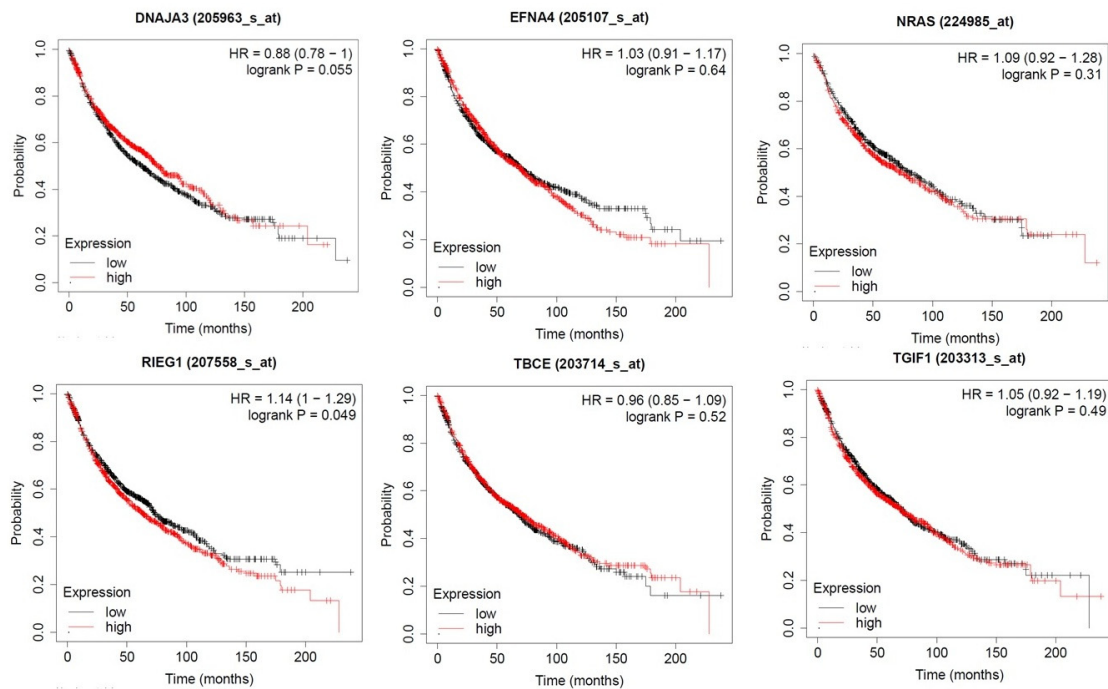 DNAJA3 (205963_s_at)
HR = 0.88 (0.78 − 1)
logrank P = 0.055
Probability
1.0
0.8
0.6
0.4
0.2
0.0
Expression
low
high
0 50 100 150 200
Time (months)
EFNA4 (205107_s_at)
HR = 1.03 (0.91 − 1.17)
logrank P = 0.64
Probability
1.0
0.8
0.6
0.4
0.2
0.0
Expression
low
high
0 50 100 150 200
Time (months)
NRAS (224985_at)
HR = 1.09 (0.92 − 1.28)
logrank P = 0.31
Probability
1.0
0.8
0.6
0.4
0.2
0.0
Expression
low
high
0 50 100 150 200
Time (months)
RIEG1 (207558_s_at)
HR = 1.14 (1 − 1.29)
logrank P = 0.049
Probability
1.0
0.8
0.6
0.4
0.2
0.0
Expression
low
high
0 50 100 150 200
Time (months)
TBCE (203714_s_at)
HR = 0.96 (0.85 − 1.09)
logrank P = 0.52
Probability
1.0
0.8
0.6
0.4
0.2
0.0
Expression
low
high
0 50 100 150 200
Time (months)
TGIF1 (203313_s_at)
HR = 1.05 (0.92 − 1.19)
logrank P = 0.49
Probability
1.0
0.8
0.6
0.4
0.2
0.0
Expression
low
high
0 50 100 150 200
Time (months)